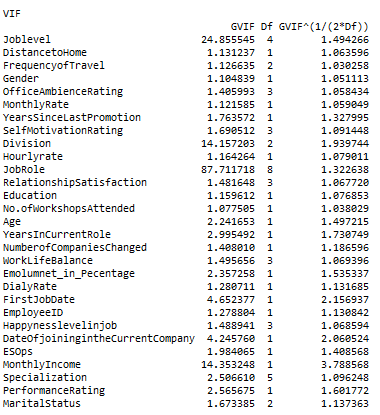 VIF
GVIF Df GVIF^(1/(2*Df))
Joblevel 24.855545 4 1.494266
DistancetoHome 1.131237 1 1.063596
FrequencyofTravel 1.126635 2 1.030258
Gender 1.104839 1 1.051113
OfficeAmbienceRating 1.405993 3 1.058434
MonthlyRate 1.121585 1 1.059049
YearsSinceLastPromotion 1.763572 1 1.327995
SelfMotivationRating 1.690512 3 1.091448
Division 14.157203 2 1.939744
Hourlyrate 1.164264 1 1.079011
JobRole 87.711718 8 1.322638
RelationshipSatisfaction 1.481648 3 1.067720
Education 1.159612 1 1.076853
No.ofWorkshopsAttended 1.077505 1 1.038029
Age 2.241653 1 1.497215
YearsInCurrentRole 2.995492 1 1.730749
NumberofCompaniesChanged 1.408010 1 1.186596
WorkLifeBalance 1.495656 3 1.069396
Emolumnet_in_Pecentage 2.357258 1 1.535337
DialyRate 1.280711 1 1.131685
FirstJobDate 4.652377 1 2.156937
EmployeeID 1.278804 1 1.130842
Happynesslevelinjob 1.488941 3 1.068594
DateOfjoiningintheCurrentCompany 4.245760 1 2.060524
ESOps 1.984065 1 1.408568
MonthlyIncome 14.353248 1 3.788568
Specialization 2.506610 5 1.096248
PerformanceRating 2.565675 1 1.601772
MaritalStatus 1.673385 2 1.137363